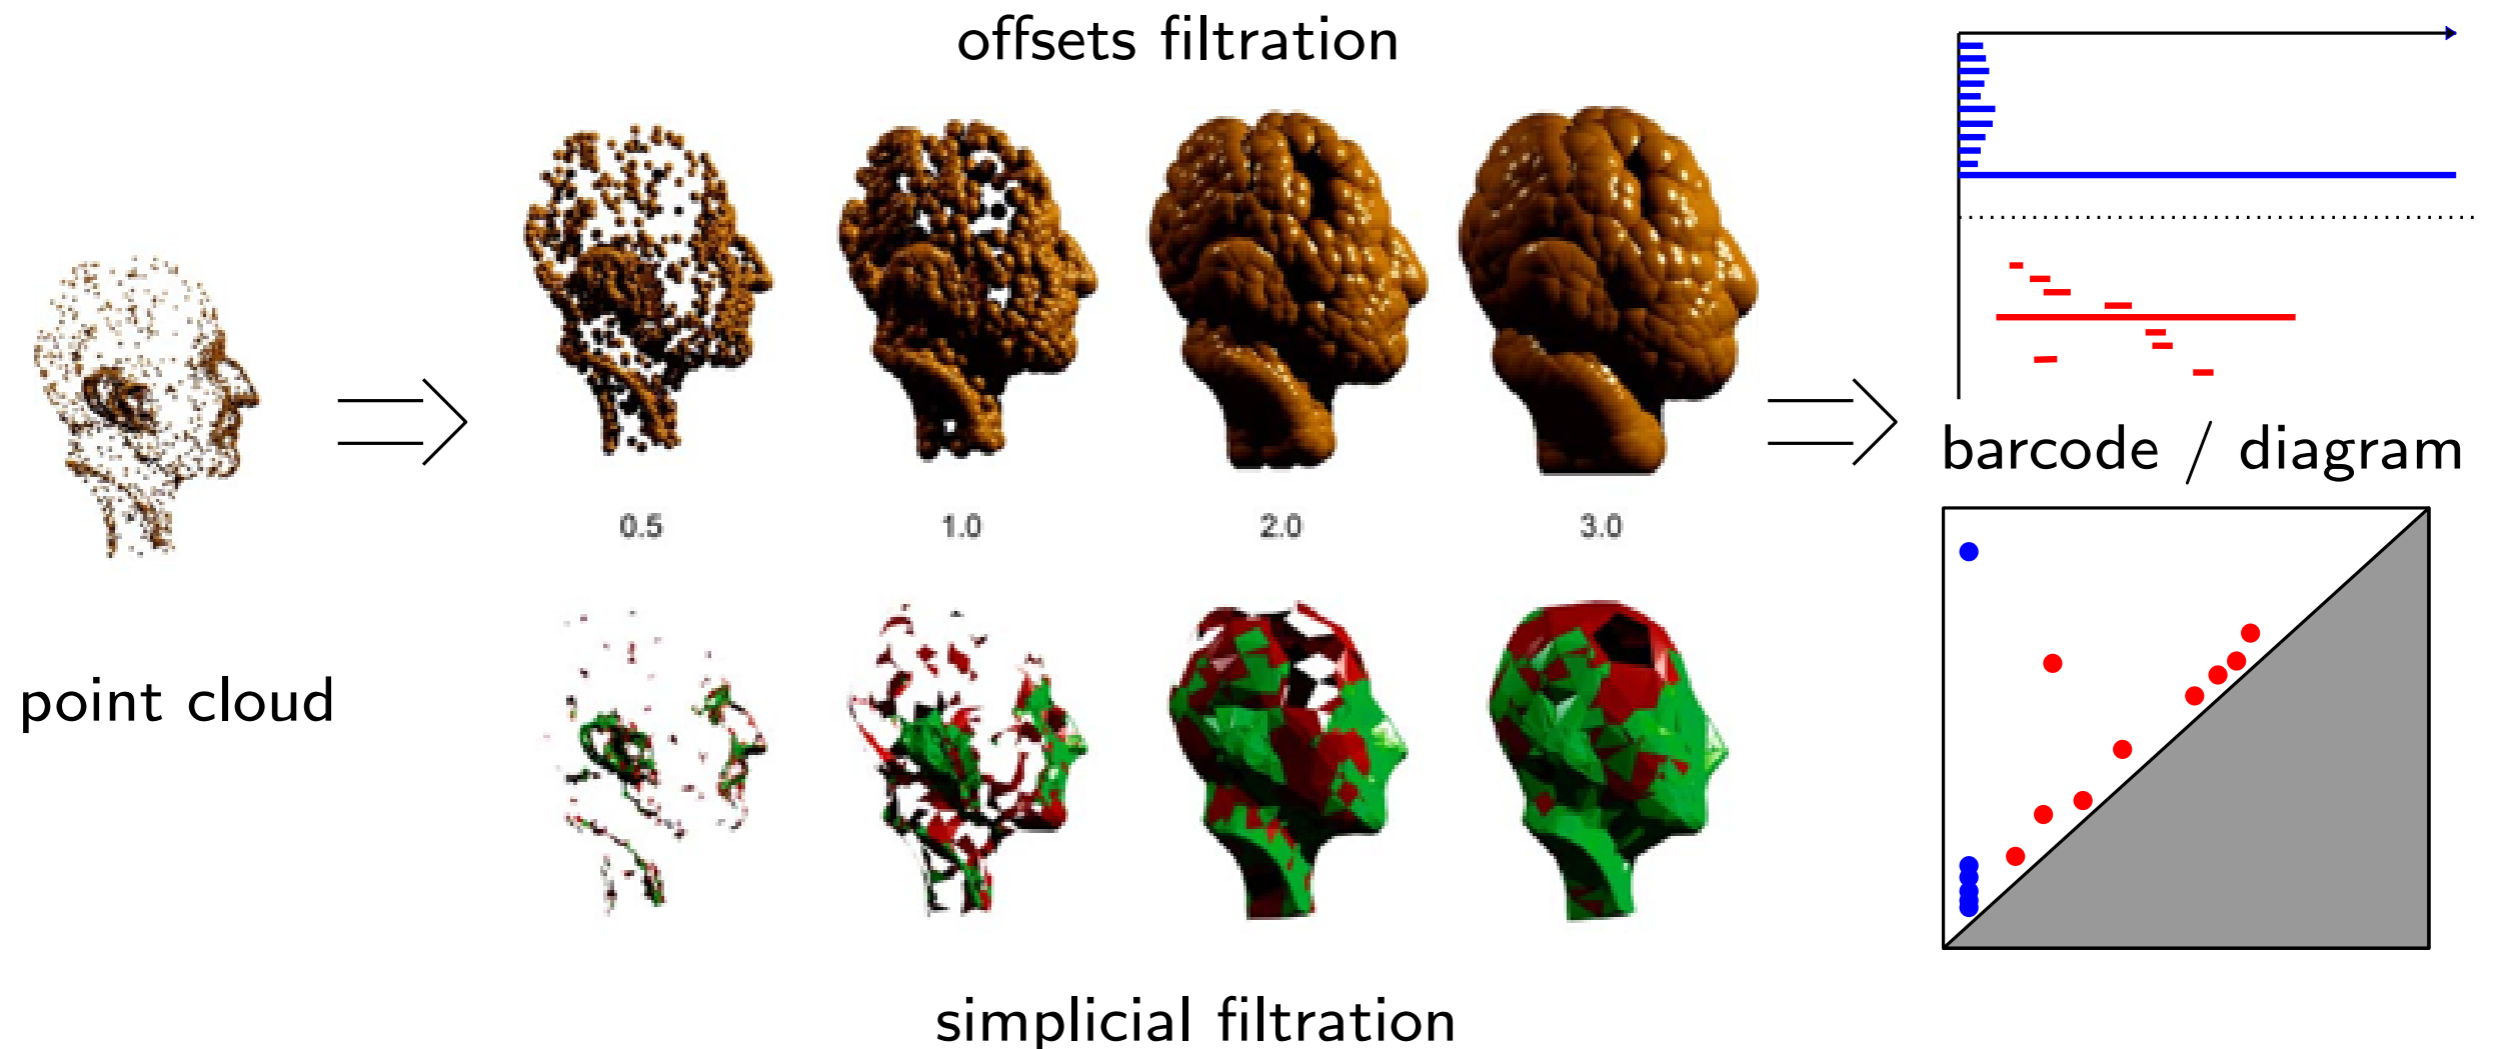 offsets filtration
barcode / diagram
0.5 1.0 2.0 3.0
point cloud
simplicial filtration